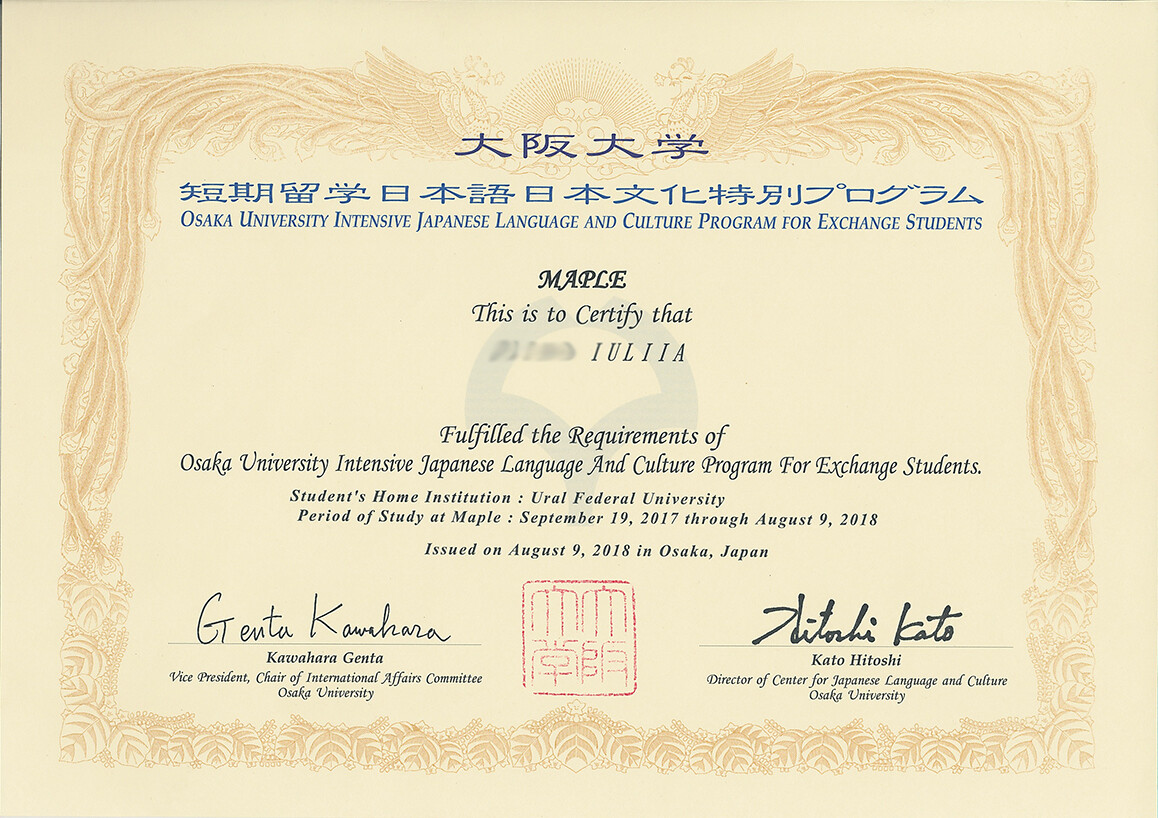 大阪大学
短期留学日本語日本文化特別プログラム
OSAKA UNIVERSITY INTENSIVE JAPANESE LANGUAGE AND CULTURE PROGRAM FOR EXCHANGE STUDENTS
MAPLE
This is to Certify that
IULIIA
Fulfilled the Requirements of
Osaka University Intensive Japanese Language And Culture Program For Exchange Students.
Student's Home Institution : Ural Federal University
Period of Study at Maple : September 19, 2017 through August 9, 2018
Issued on August 9, 2018 in Osaka, Japan
Genta Kawahara
Kawahara Genta
Vice President, Chair of International Affairs Committee
Osaka University
大阪大学
Hitoshi Kato
Kato Hitoshi
Director of Center for Japanese Language and Culture
Osaka University